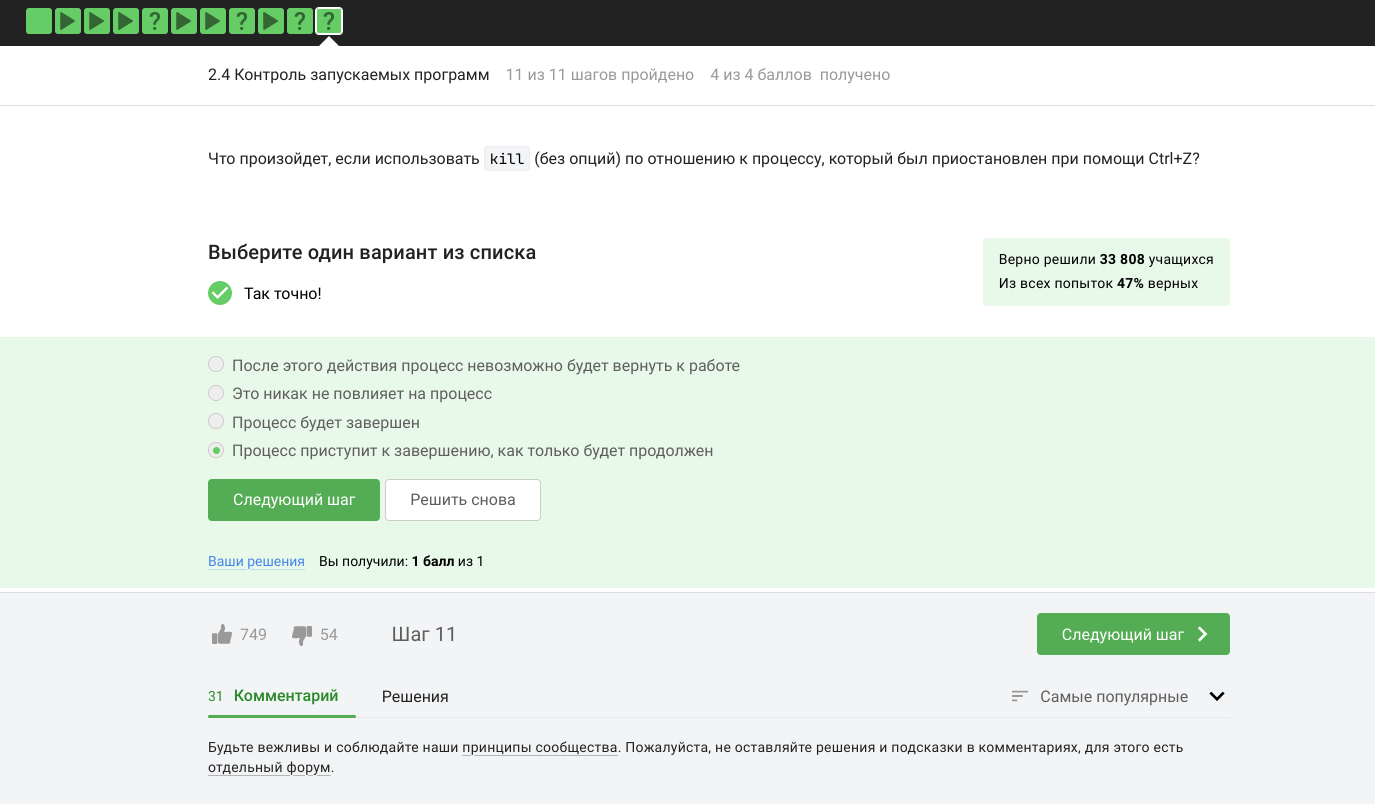 ? ? ? ?
2.4 Контроль запускаемых программ 11 из 11 шагов пройдено 4 из 4 баллов получено
Что произойдет, если использовать kill (без опций) по отношению к процессу, который был приостановлен при помощи Ctrl+Z?
Выберите один вариант из списка
Так точно!
Верно решили 33 808 учащихся
Из всех попыток 47% верных
После этого действия процесс невозможно будет вернуть к работе
Это никак не повлияет на процесс
Процесс будет завершен
Процесс приступит к завершению, как только будет продолжен
Следующий шаг Решить снова
Ваши решения Вы получили: 1 балл из 1
749 54 Шаг 11 Следующий шаг
31 Комментарий Решения Самые популярные
Будьте вежливы и соблюдайте наши принципы сообщества. Пожалуйста, не оставляйте решения и подсказки в комментариях, для этого есть
отдельный форум.